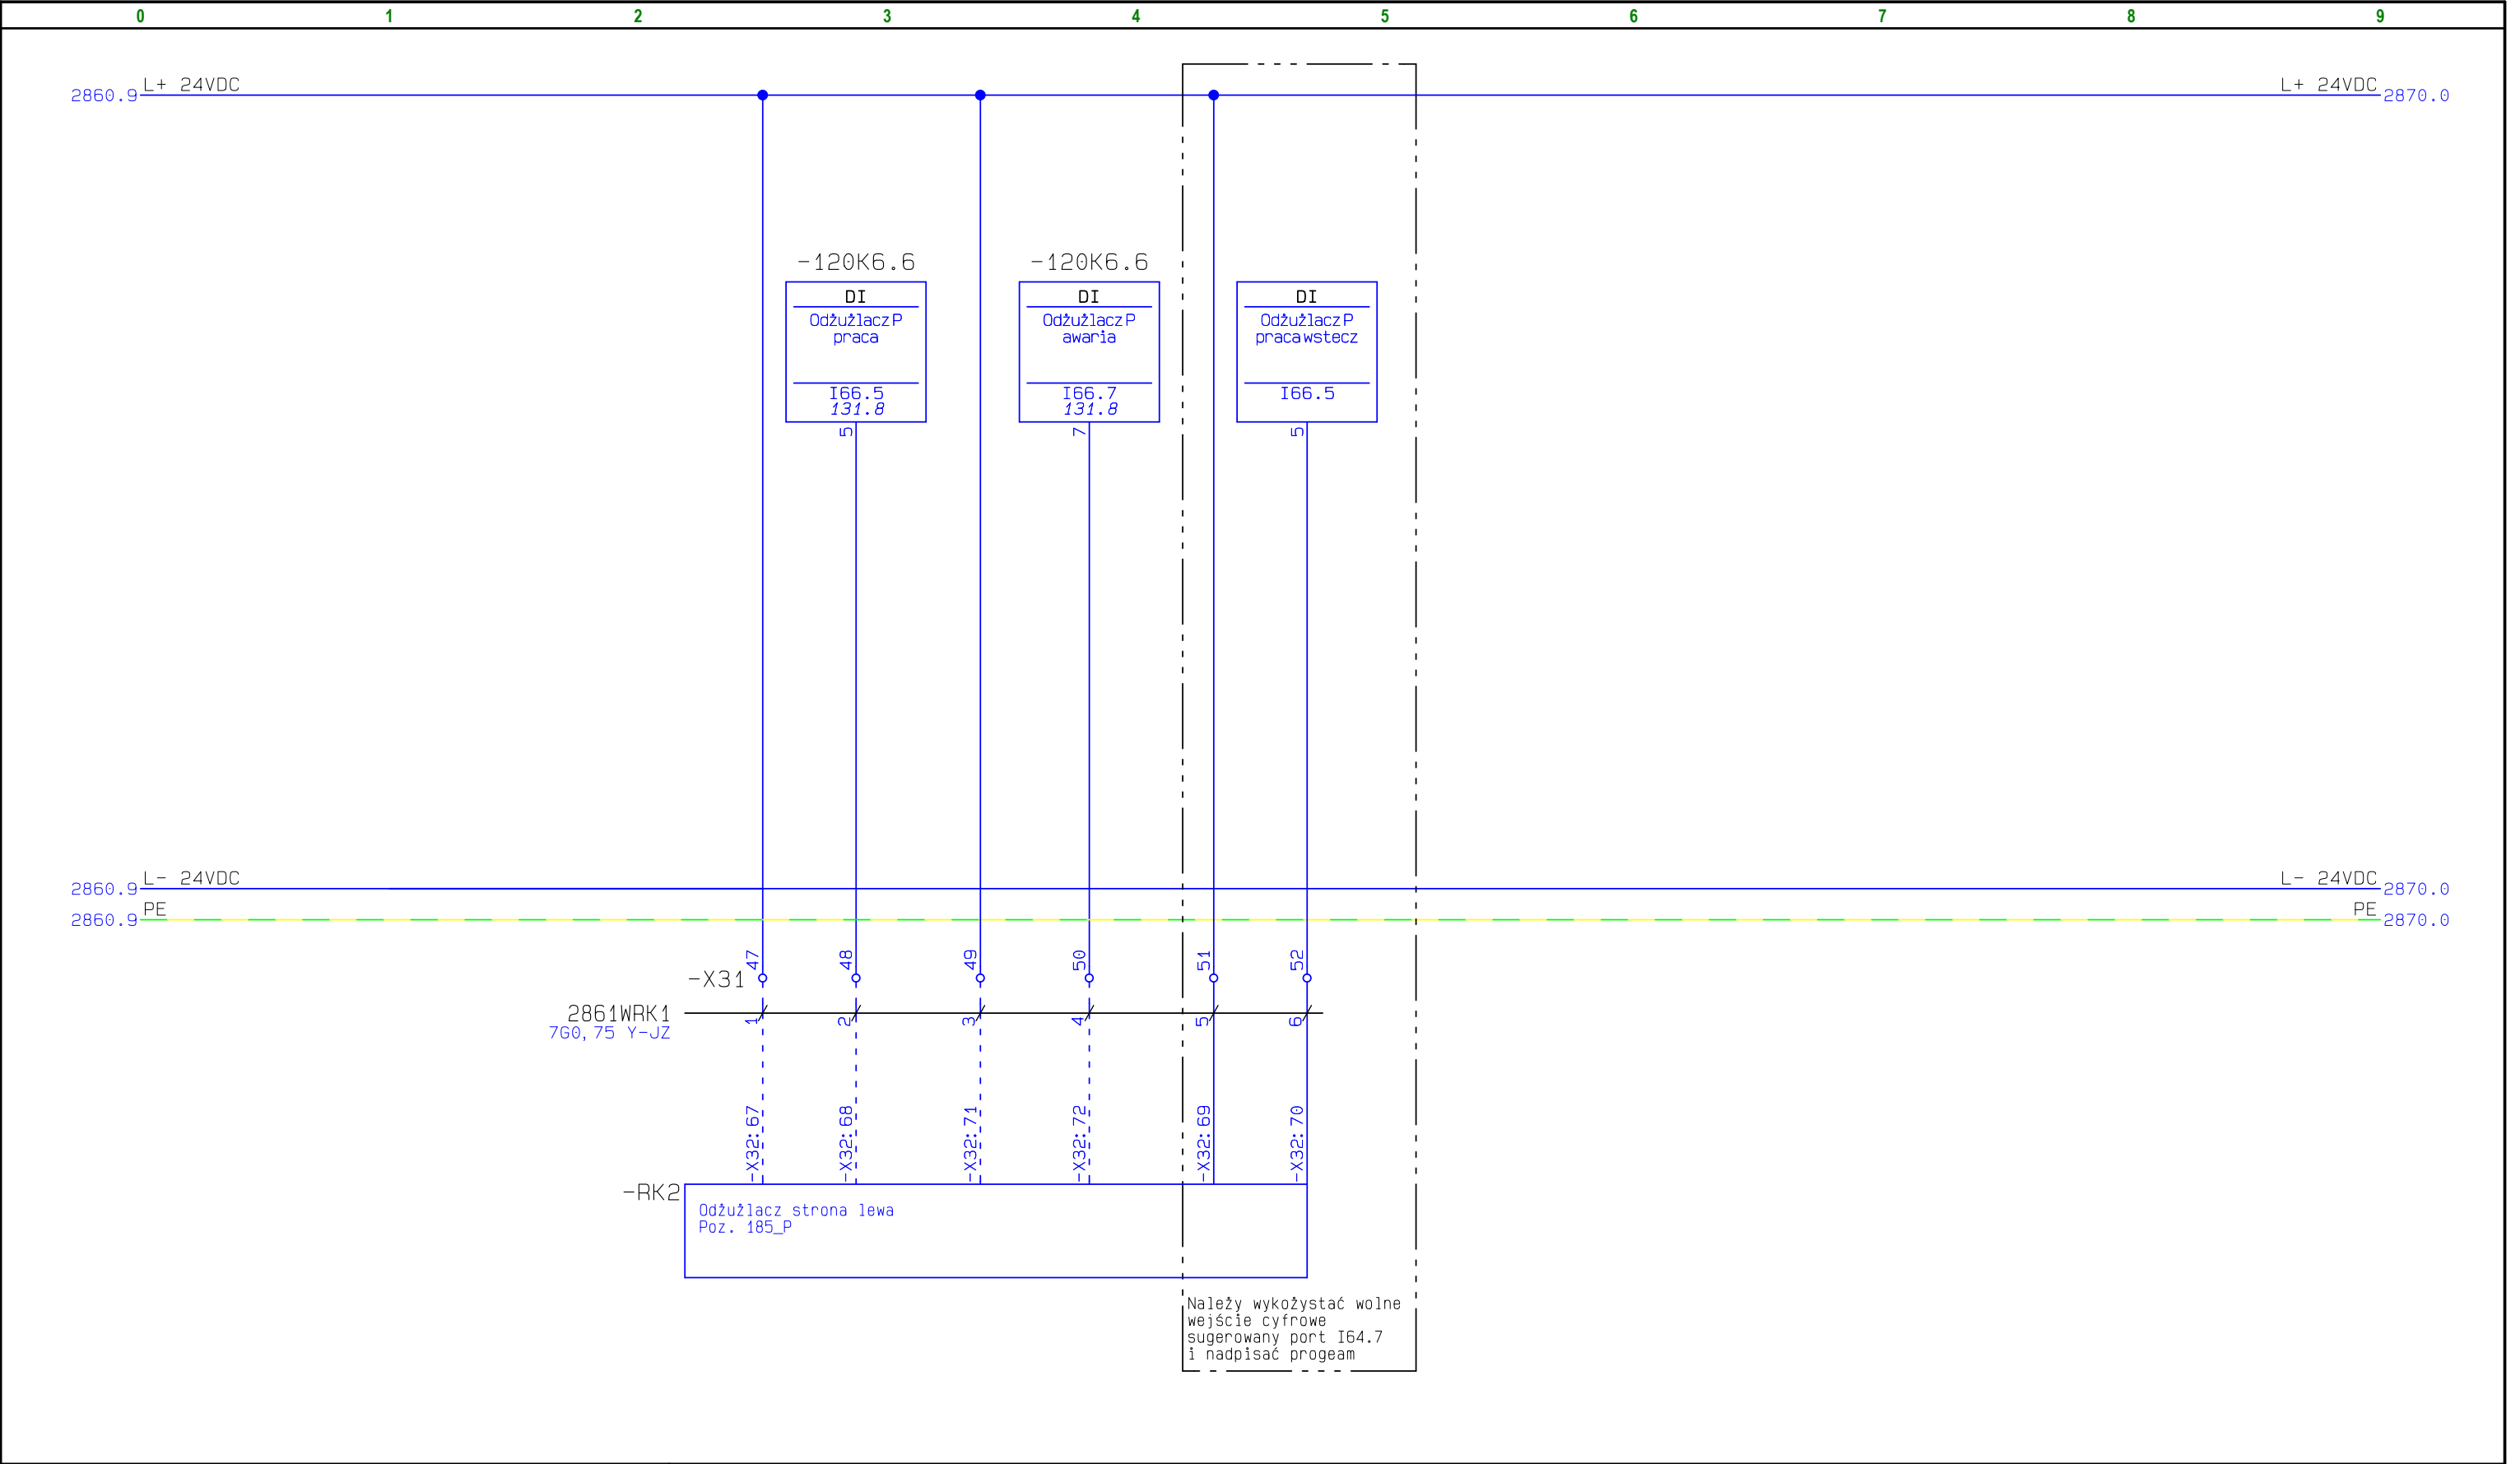 0 1 2 3 4 5 6 7 8 9
L+ 24VDC
L+ 24VDC
2860.9
2870.0
-120K6.6
-120K6.6
DI
Odżużlacz P
praca
I66.5
131.8
5
DI
Odżużlacz P
awaria
I66.7
131.8
7
DI
Odżużlacz P
praca wstecz
I66.5
5
L- 24VDC
L- 24VDC
2860.9
2870.0
PE
PE
2860.9
2870.0
-X31
47
48
49
50
51
52
2861WRK1
7G0,75 Y-JZ
1
2
3
4
5
6
-X32:67
-X32:68
-X32:71
-X32:72
-X32:69
-X32:70
-RK2
Odżużlacz strona lewa
Poz. 185_P
Należy wykożystać wolne
wejście cyfrowe
sugerowany port I64.7
i nadpisać progeam